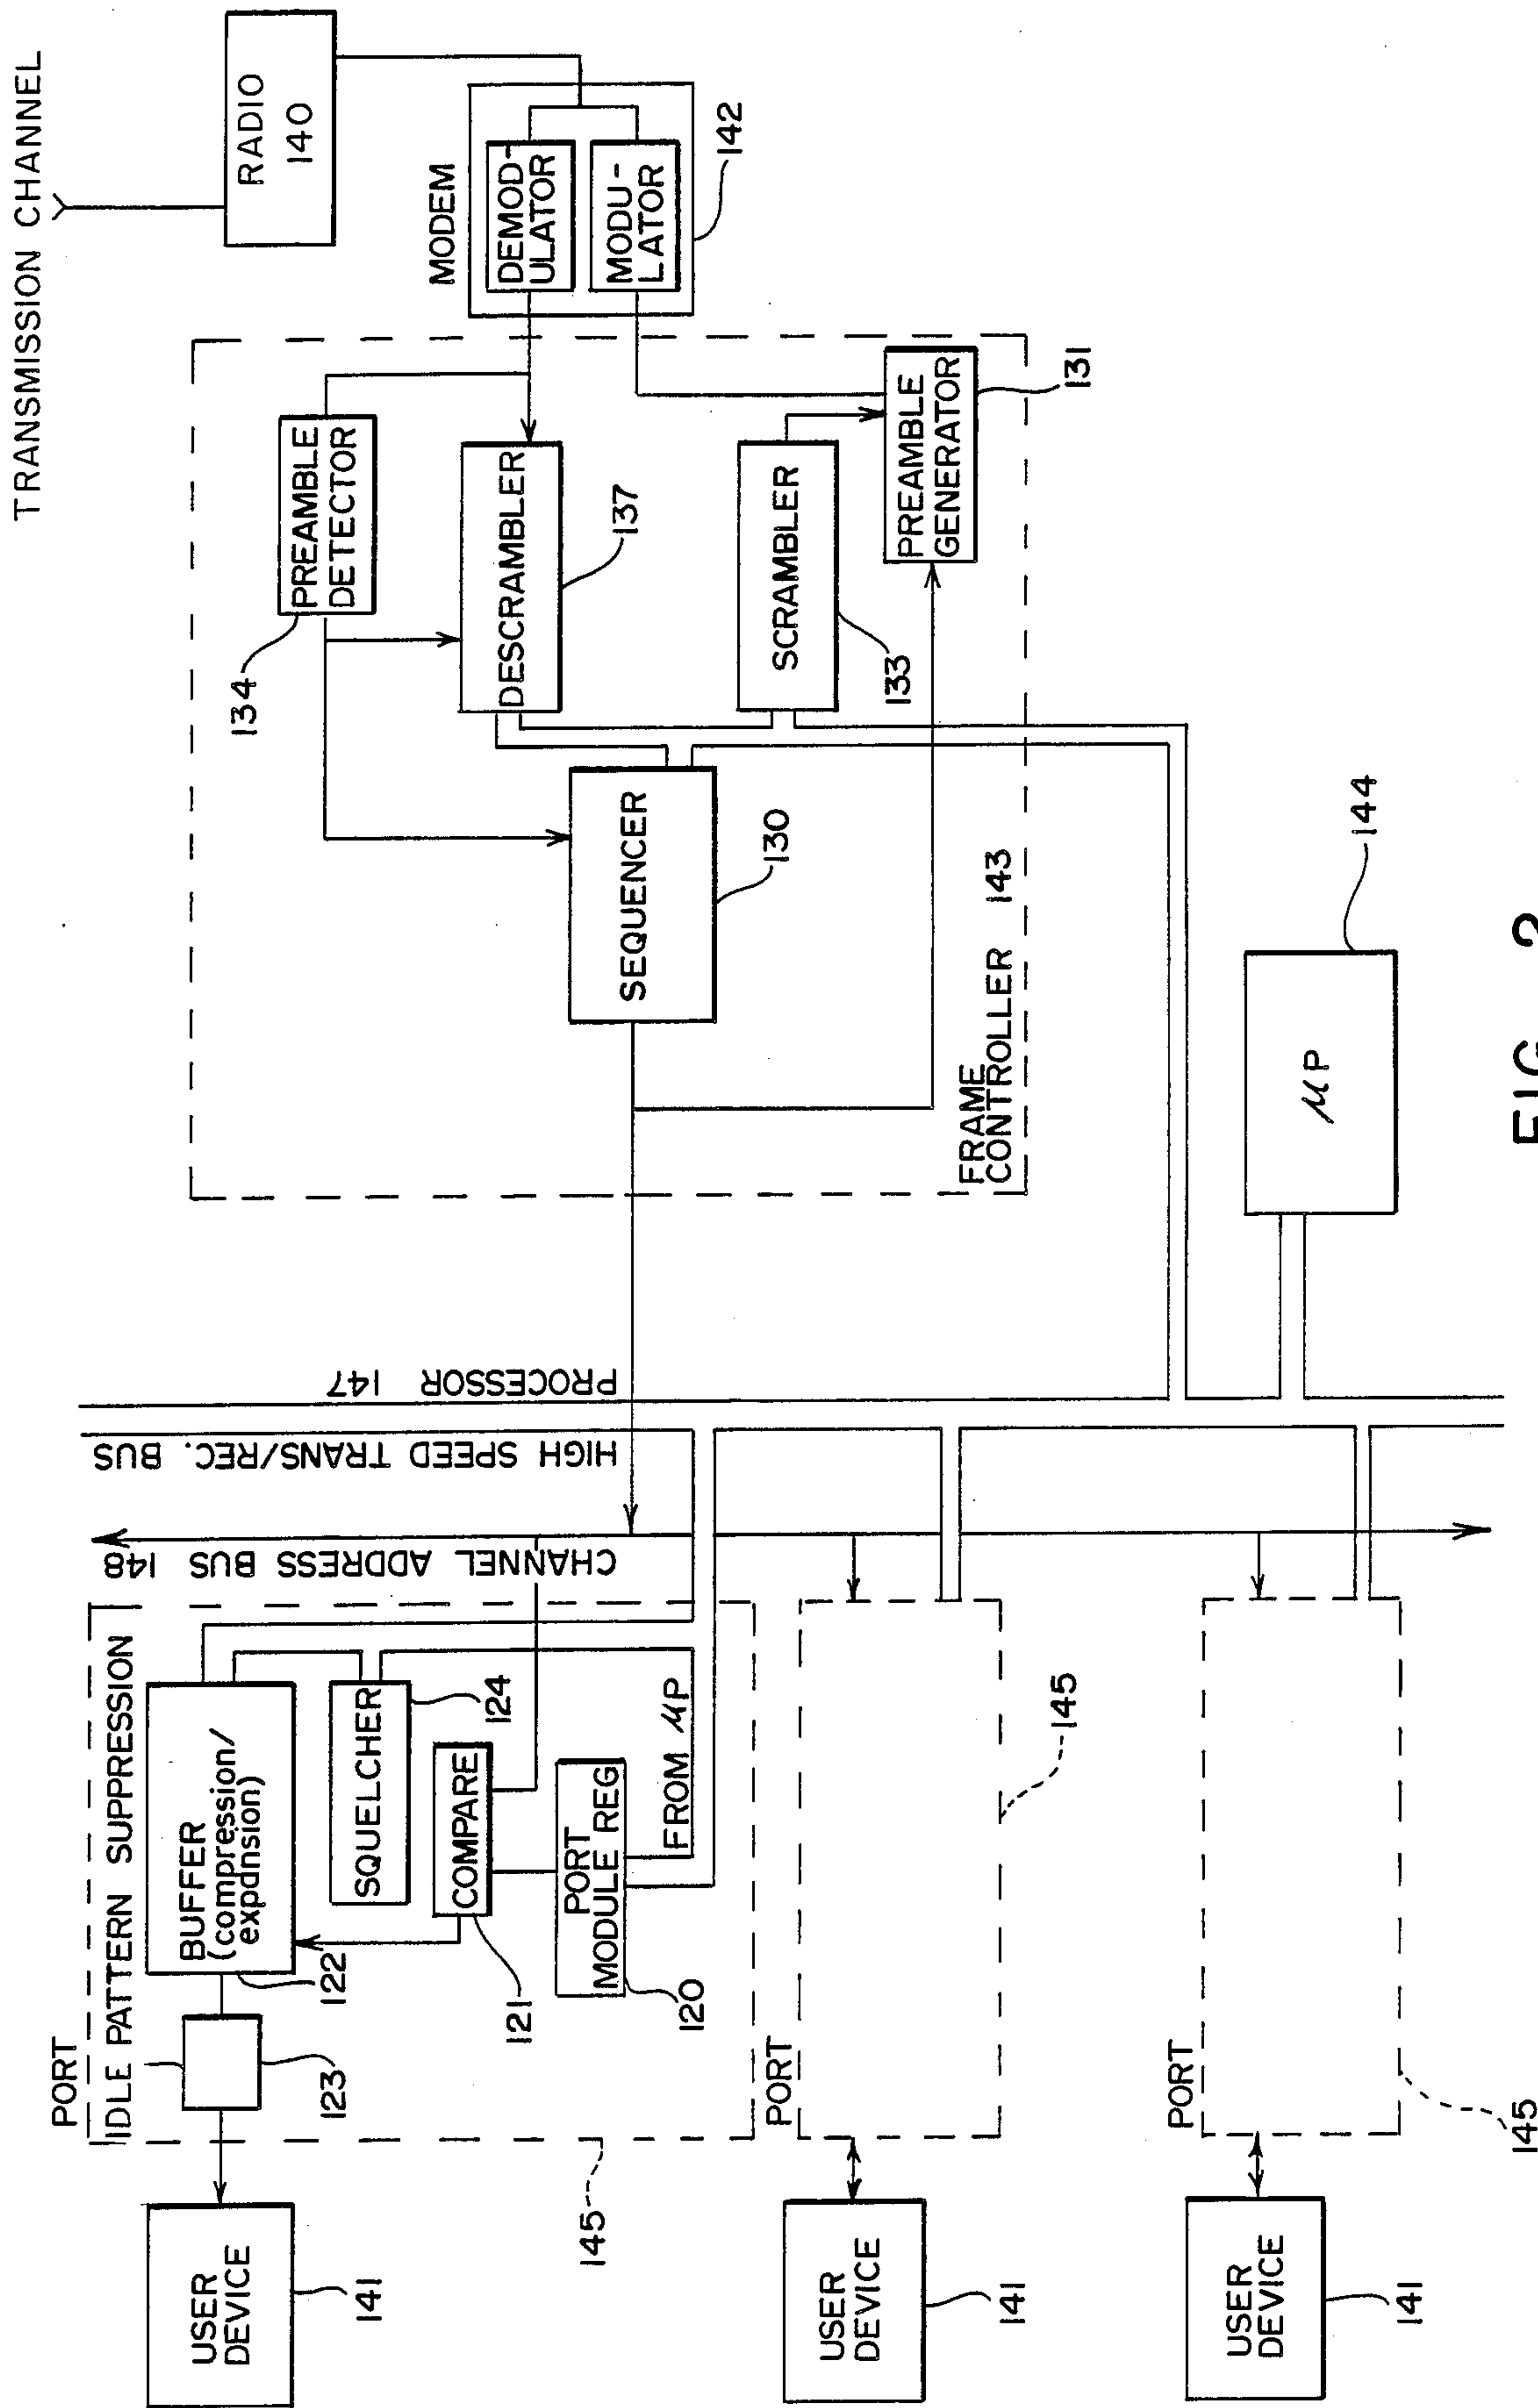 TRANSMISSION CHANNEL
RADIO
140
MODEM
DEMOD-
ULATOR
MODU-
LATOR
142
PREAMBLE
DETECTOR
134
DESCRAMBLER
137
SCRAMBLER
133
PREAMBLE
GENERATOR
131
SEQUENCER
130
FRAME
CONTROLLER 143
μP
144
PROCESSOR 147
HIGH SPEED TRANS/REC. BUS
CHANNEL ADDRESS BUS 148
PORT
IDLE PATTERN SUPPRESSION
BUFFER
(compression/
expansion)
122
123
SQUELCHER
124
COMPARE
121
PORT
MODULE REG
120
FROM μP
145
USER
DEVICE
141
PORT
145
USER
DEVICE
141
PORT
145
USER
DEVICE
141
FIG. 2